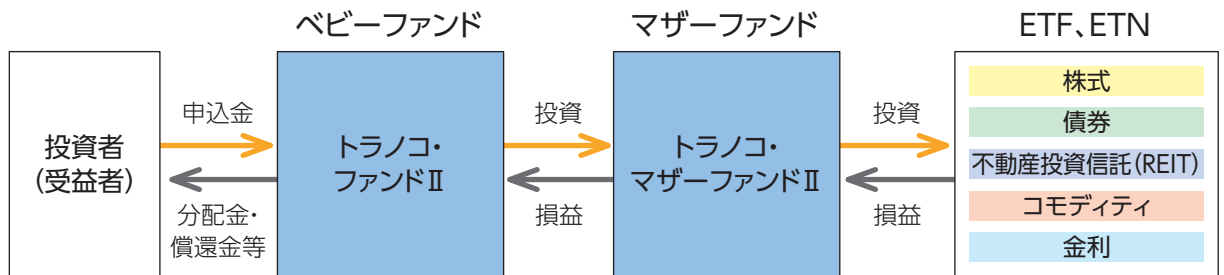 ベビーファンド
マザーファンド
ETF、ETN
投資者
(受益者)
申込金
分配金・
償還金等
トラノコ・
ファンドⅡ
投資
損益
トラノコ・
マザーファンドⅡ
投資
損益
株式
債券
不動産投資信託(REIT)
コモディティ
金利